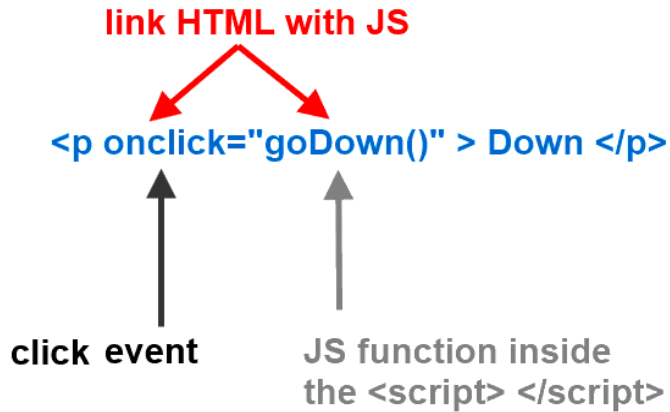 link HTML with JS
<p onclick="goDown()" > Down </p>
click event
JS function inside
the <script> </script>